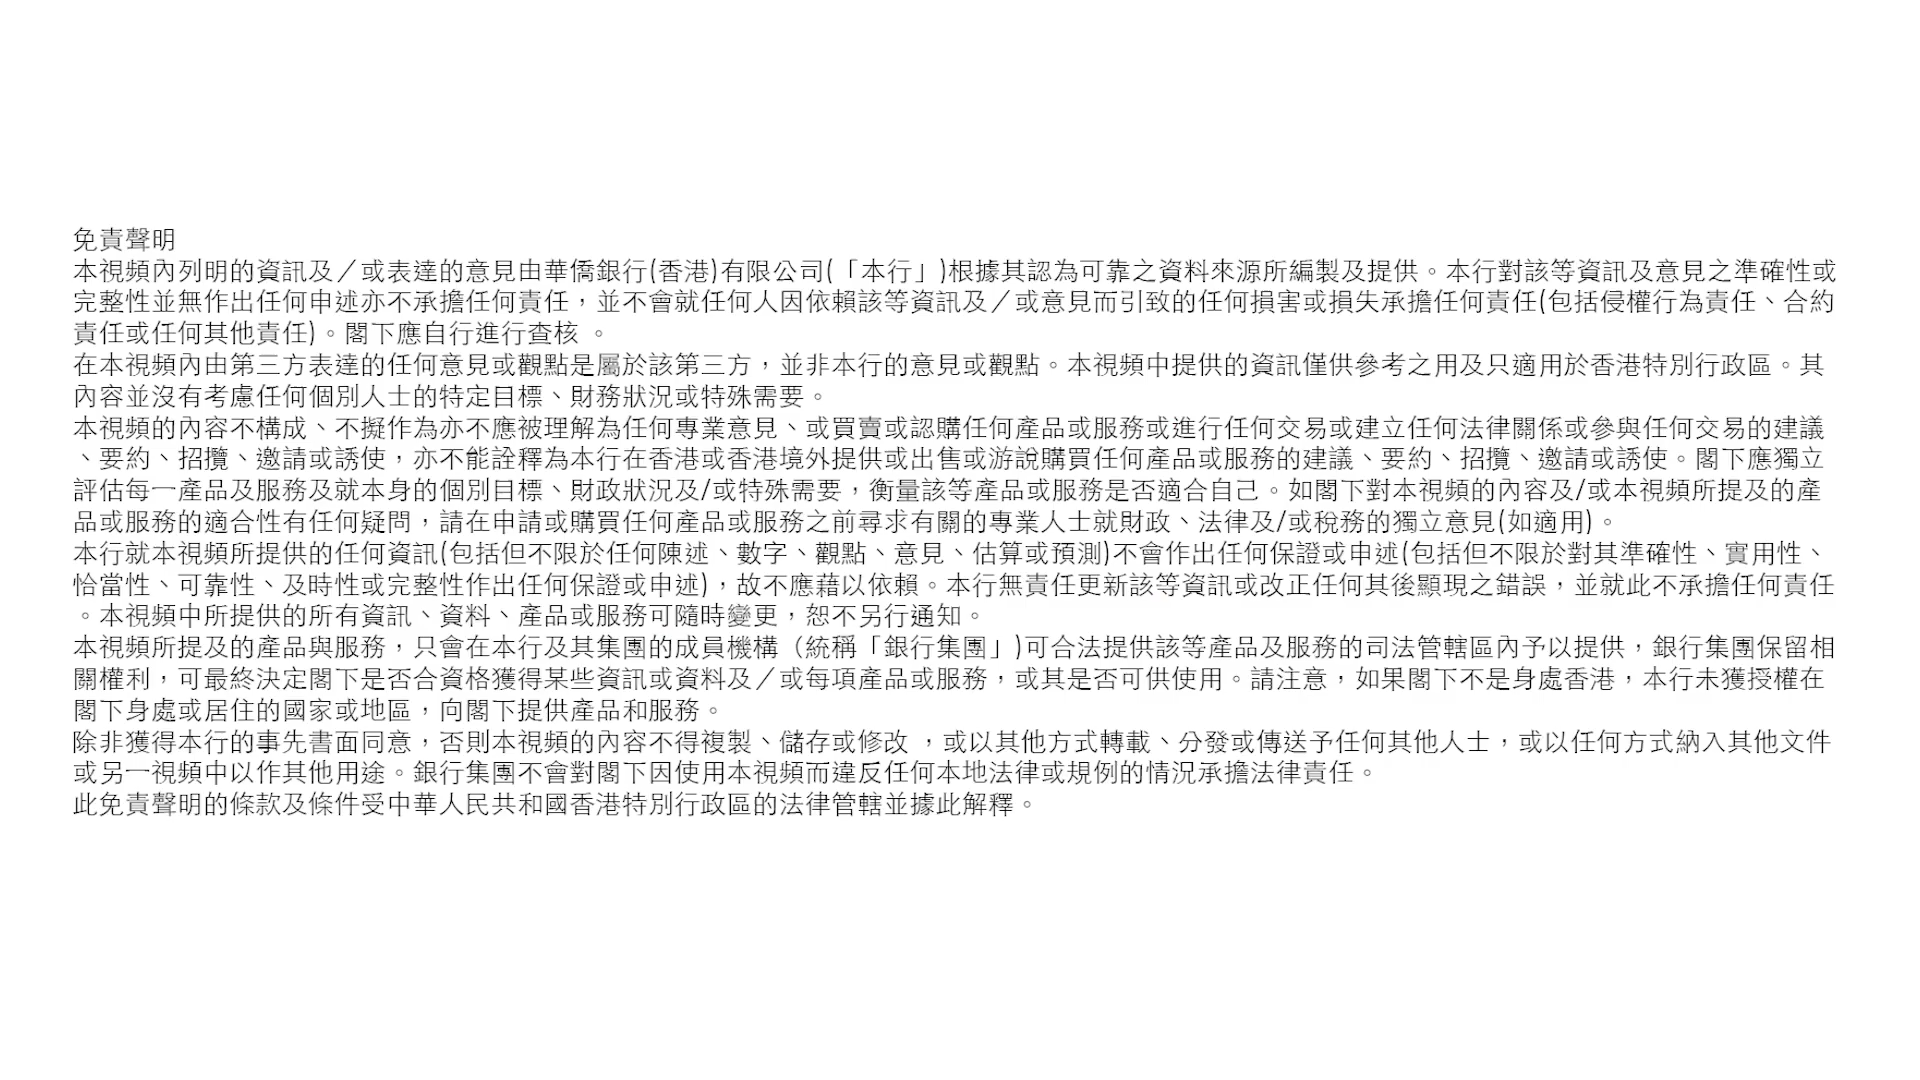 免責聲明
本視頻內列明的資訊及／或表達的意見由華僑銀行(香港)有限公司(「本行」)根據其認為可靠之資料來源所編製及提供。本行對該等資訊及意見之準確性或
完整性並無作出任何申述亦不承擔任何責任，並不會就任何人因依賴該等資訊及／或意見而引致的任何損害或損失承擔任何責任(包括侵權行為責任、合約
責任或任何其他責任)。閣下應自行進行查核 。
在本視頻內由第三方表達的任何意見或觀點是屬於該第三方，並非本行的意見或觀點。本視頻中提供的資訊僅供參考之用及只適用於香港特別行政區。其
內容並沒有考慮任何個別人士的特定目標、財務狀況或特殊需要。
本視頻的內容不構成、不擬作為亦不應被理解為任何專業意見、或買賣或認購任何產品或服務或進行任何交易或建立任何法律關係或參與任何交易的建議
、要約、招攬、邀請或誘使，亦不能詮釋為本行在香港或香港境外提供或出售或游說購買任何產品或服務的建議、要約、招攬、邀請或誘使。閣下應獨立
評估每一產品及服務及就本身的個別目標、財政狀況及/或特殊需要，衡量該等產品或服務是否適合自己。如閣下對本視頻的內容及/或本視頻所提及的產
品或服務的適合性有任何疑問，請在申請或購買任何產品或服務之前尋求有關的專業人士就財政、法律及/或稅務的獨立意見(如適用)。
本行就本視頻所提供的任何資訊(包括但不限於任何陳述、數字、觀點、意見、估算或預測)不會作出任何保證或申述(包括但不限於對其準確性、實用性、
恰當性、可靠性、及時性或完整性作出任何保證或申述)，故不應藉以依賴。本行無責任更新該等資訊或改正任何其後顯現之錯誤，並就此不承擔任何責任
。本視頻中所提供的所有資訊、資料、產品或服務可隨時變更，恕不另行通知。
本視頻所提及的產品與服務，只會在本行及其集團的成員機構（統稱「銀行集團」)可合法提供該等產品及服務的司法管轄區內予以提供，銀行集團保留相
關權利，可最終決定閣下是否合資格獲得某些資訊或資料及／或每項產品或服務，或其是否可供使用。請注意，如果閣下不是身處香港，本行未獲授權在
閣下身處或居住的國家或地區，向閣下提供產品和服務。
除非獲得本行的事先書面同意，否則本視頻的內容不得複製、儲存或修改 ，或以其他方式轉載、分發或傳送予任何其他人士，或以任何方式納入其他文件
或另一視頻中以作其他用途。銀行集團不會對閣下因使用本視頻而違反任何本地法律或規例的情況承擔法律責任。
此免責聲明的條款及條件受中華人民共和國香港特別行政區的法律管轄並據此解釋。